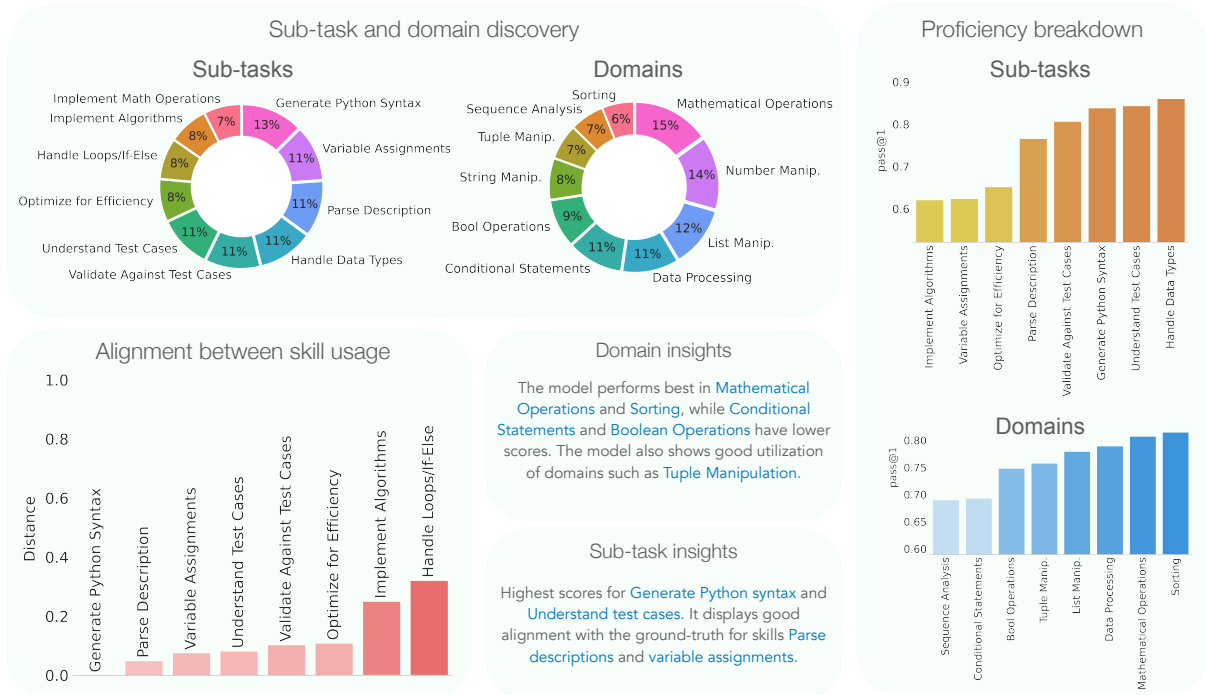 Sub-task and domain discovery
Sub-tasks
Implement Math Operations
Implement Algorithms
Handle Loops/If-Else
Optimize for Efficiency
Understand Test Cases
Validate Against Test Cases
Generate Python Syntax
Variable Assignments
Parse Description
Handle Data Types
7%
13%
8%
11%
8%
11%
8%
11%
11%
11%
Domains
Sorting
Sequence Analysis
Tuple Manip.
String Manip.
Bool Operations
Conditional Statements
Mathematical Operations
Number Manip.
List Manip.
Data Processing
6%
15%
7%
7%
14%
8%
9%
12%
11%
11%
Proficiency breakdown
Sub-tasks
0.9
0.8
0.7
0.6
pass@1
Implement Algorithms
Variable Assignments
Optimize for Efficiency
Parse Description
Validate Against Test Cases
Generate Python Syntax
Understand Test Cases
Handle Data Types
Domains
0.80
0.75
0.70
0.65
0.60
pass@1
Sequence Analysis
Conditional Statements
Bool Operations
Tuple Manip.
List Manip.
Data Processing
Mathematical Operations
Sorting
Alignment between skill usage
1.0
0.8
0.6
0.4
0.2
0.0
Distance
Generate Python Syntax
Parse Description
Variable Assignments
Understand Test Cases
Validate Against Test Cases
Optimize for Efficiency
Implement Algorithms
Handle Loops/If-Else
Domain insights
The model performs best in Mathematical
Operations and Sorting, while Conditional
Statements and Boolean Operations have lower
scores. The model also shows good utilization
of domains such as Tuple Manipulation.
Sub-task insights
Highest scores for Generate Python syntax and
Understand test cases. It displays good
alignment with the ground-truth for skills Parse
descriptions and variable assignments.